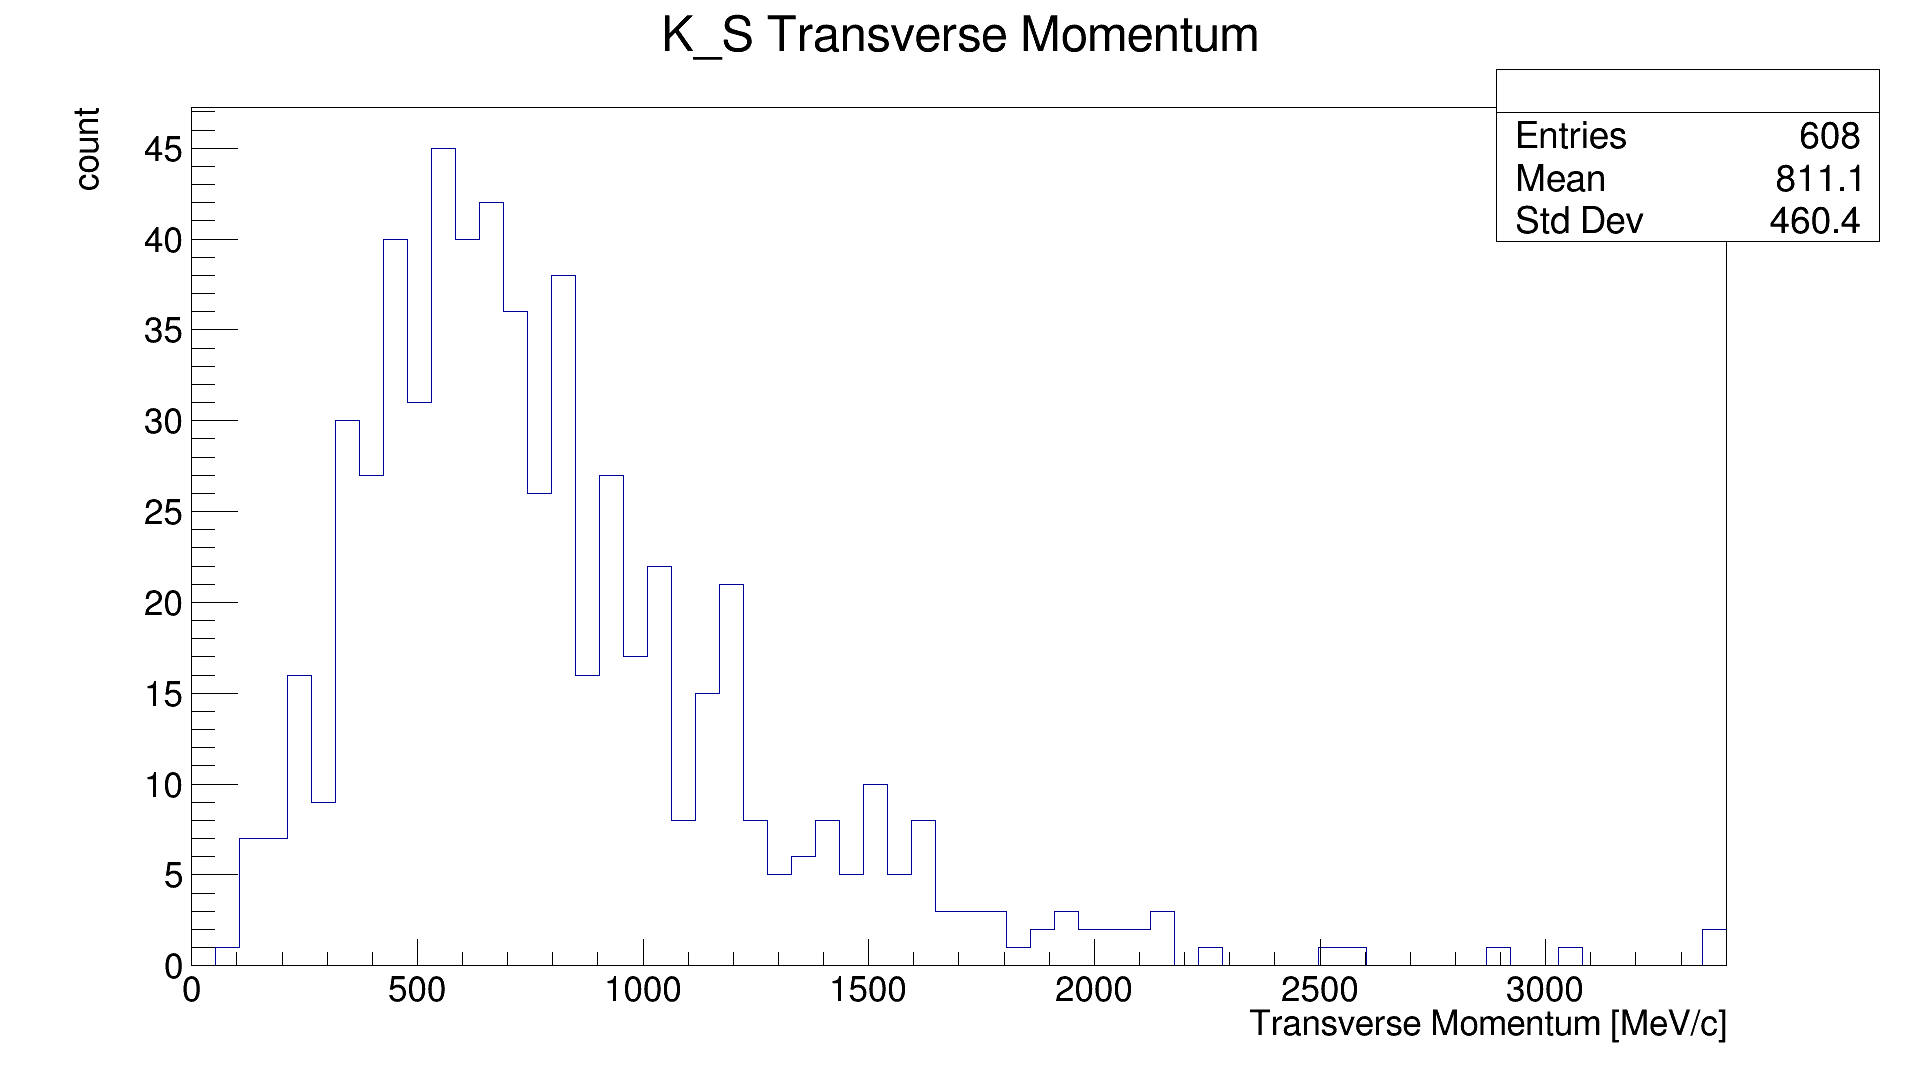 K_S Transverse Momentum
count
Entries 608
Mean 811.1
Std Dev 460.4
45
40
35
30
25
20
15
10
5
0
0 500 1000 1500 2000 2500 3000
Transverse Momentum [MeV/c]